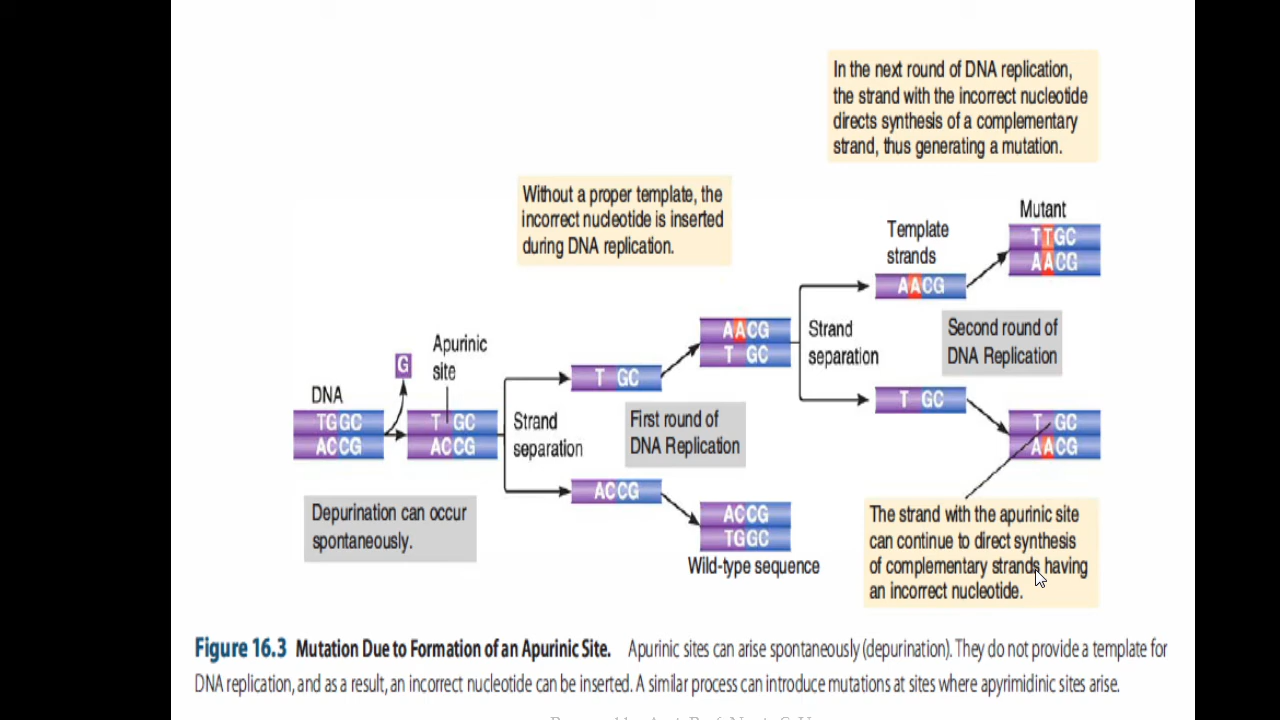 In the next round of DNA replication,
the strand with the incorrect nucleotide
directs synthesis of a complementary
strand, thus generating a mutation.
Without a proper template, the
incorrect nucleotide is inserted
during DNA replication.
Mutant
TTGC
AACG
Template
strands
AACG
AACG
T GC
Strand
separation
Second round of
DNA Replication
Apurinic
site
G
DNA
TGGC
ACCG
T GC
ACCG
Strand
separation
T GC
First round of
DNA Replication
ACCG
ACCG
TGGC
Wild-type sequence
T GC
T GC
AACG
Depurination can occur
spontaneously.
The strand with the apurinic site
can continue to direct synthesis
of complementary strands having
an incorrect nucleotide.
Figure 16.3 Mutation Due to Formation of an Apurinic Site. Apurinic sites can arise spontaneously (depurination). They do not provide a template for
DNA replication, and as a result, an incorrect nucleotide can be inserted. A similar process can introduce mutations at sites where apyrimidinic sites arise.